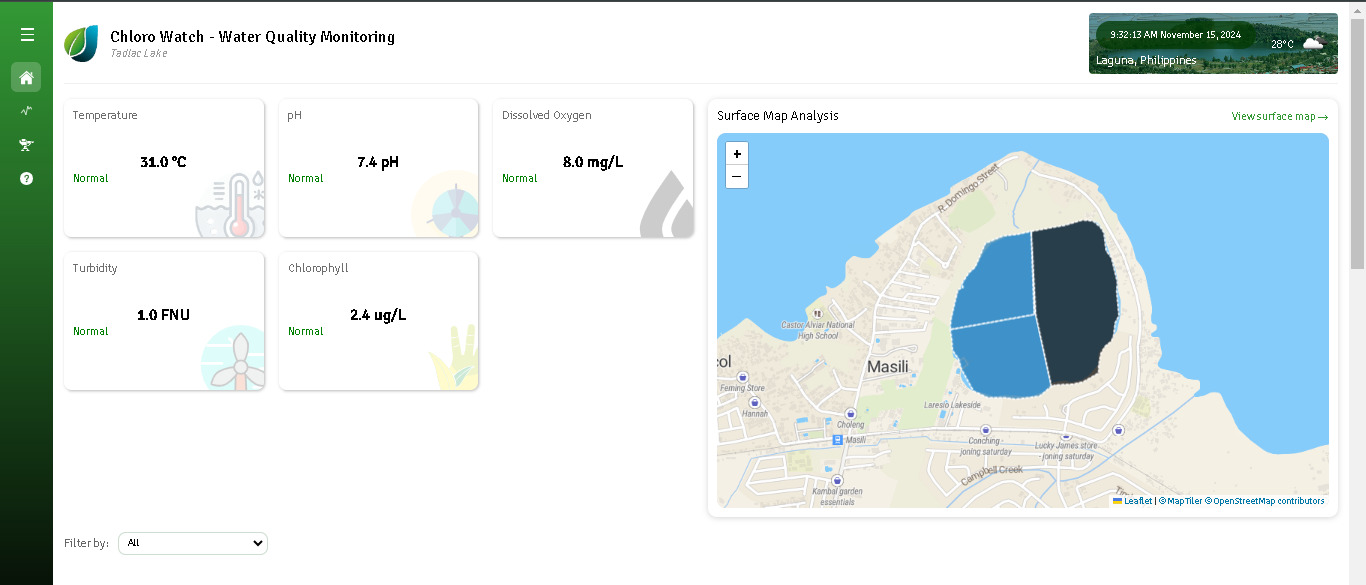 Chloro Watch - Water Quality Monitoring
Tadlac Lake
9:32:13 AM November 15, 2024
28°C
Laguna, Philippines
Temperature
31.0 °C
Normal
pH
7.4 pH
Normal
Dissolved Oxygen
8.0 mg/L
Normal
Turbidity
1.0 FNU
Normal
Chlorophyll
2.4 ug/L
Normal
Surface Map Analysis
View surface map →
+
−
R. Domingo Street
Castor Alviar National
High School
col
Masili
Feming Store
Hannah
Choleng
Masili
Laresio Lakeside
Conching -
joining saturday
Lucky James store
- joining saturday
Campbell Creek
Kambal garden
essentials
Leaflet | © MapTiler © OpenStreetMap contributors
Filter by:
All
?